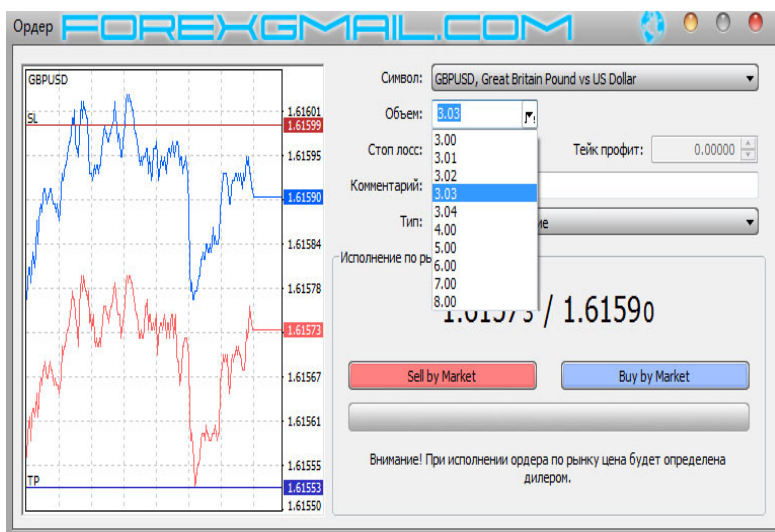 Ордер
FOREXGMAIL.COM
GBPUSD
SL
1.61601
1.61599
1.61595
1.61590
1.61584
1.61578
1.61573
1.61567
1.61561
1.61555
TP
1.61553
1.61550
Символ: GBPUSD, Great Britain Pound vs US Dollar
Объем: 3.03
Стоп лосс:
Тейк профит: 0.00000
Комментарий:
Тип:
3.00
3.01
3.02
3.03
3.04
4.00
5.00
6.00
7.00
8.00
Исполнение по
1.61573 / 1.61590
Sell by Market
Buy by Market
Внимание! При исполнении ордера по рынку цена будет определена
дилером.